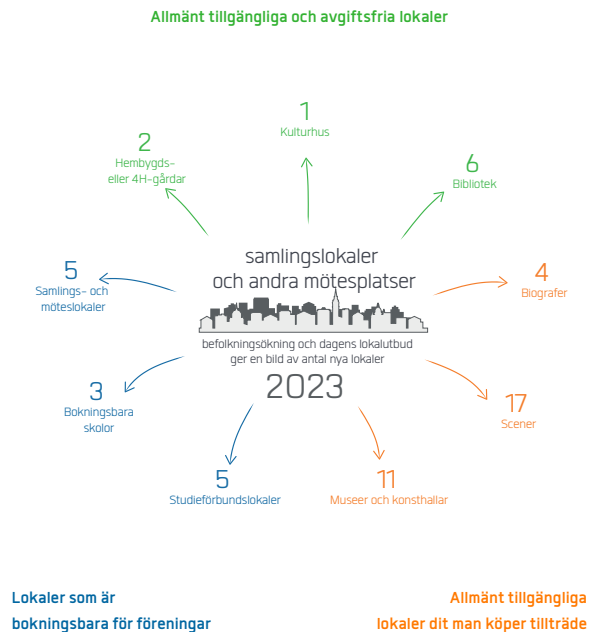 Allmänt tillgängliga och avgiftsfria lokaler
1
Kulturhus
2
Hembygds-
eller 4H-gårdar
6
Bibliotek
samlingslokaler
och andra mötesplatser
5
Samlings- och
möteslokaler
4
Biografer
befolkningsökning och dagens lokalutbud
ger en bild av antal nya lokaler
2023
3
Bokningsbara
skolor
17
Scener
5
Studieförbundslokaler
11
Museer och konsthallar
Lokaler som är
bokningsbara för föreningar
Allmänt tillgängliga
lokaler dit man köper tillträde